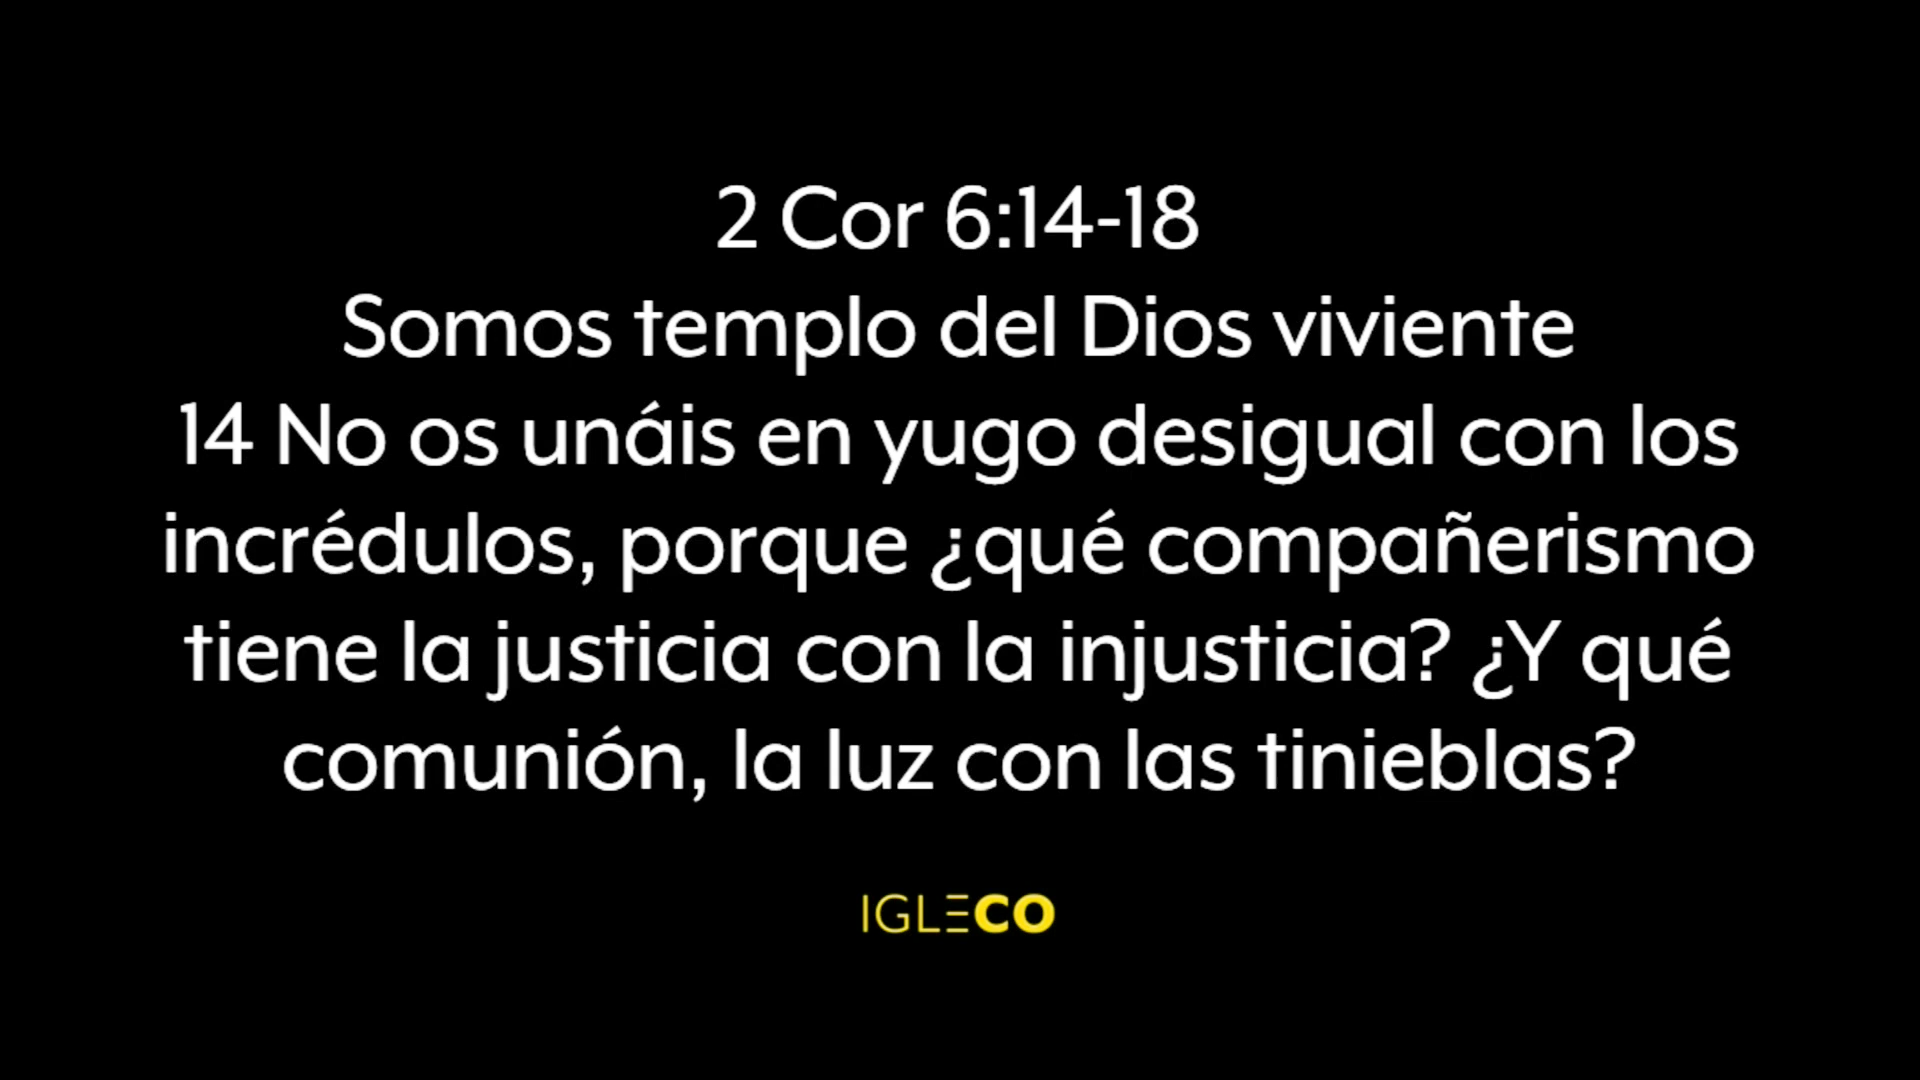 2 Cor 6:14-18
Somos templo del Dios viviente
14 No os unáis en yugo desigual con los
incrédulos, porque ¿qué compañerismo
tiene la justicia con la injusticia? ¿Y qué
comunión, la luz con las tinieblas?
IGLECO